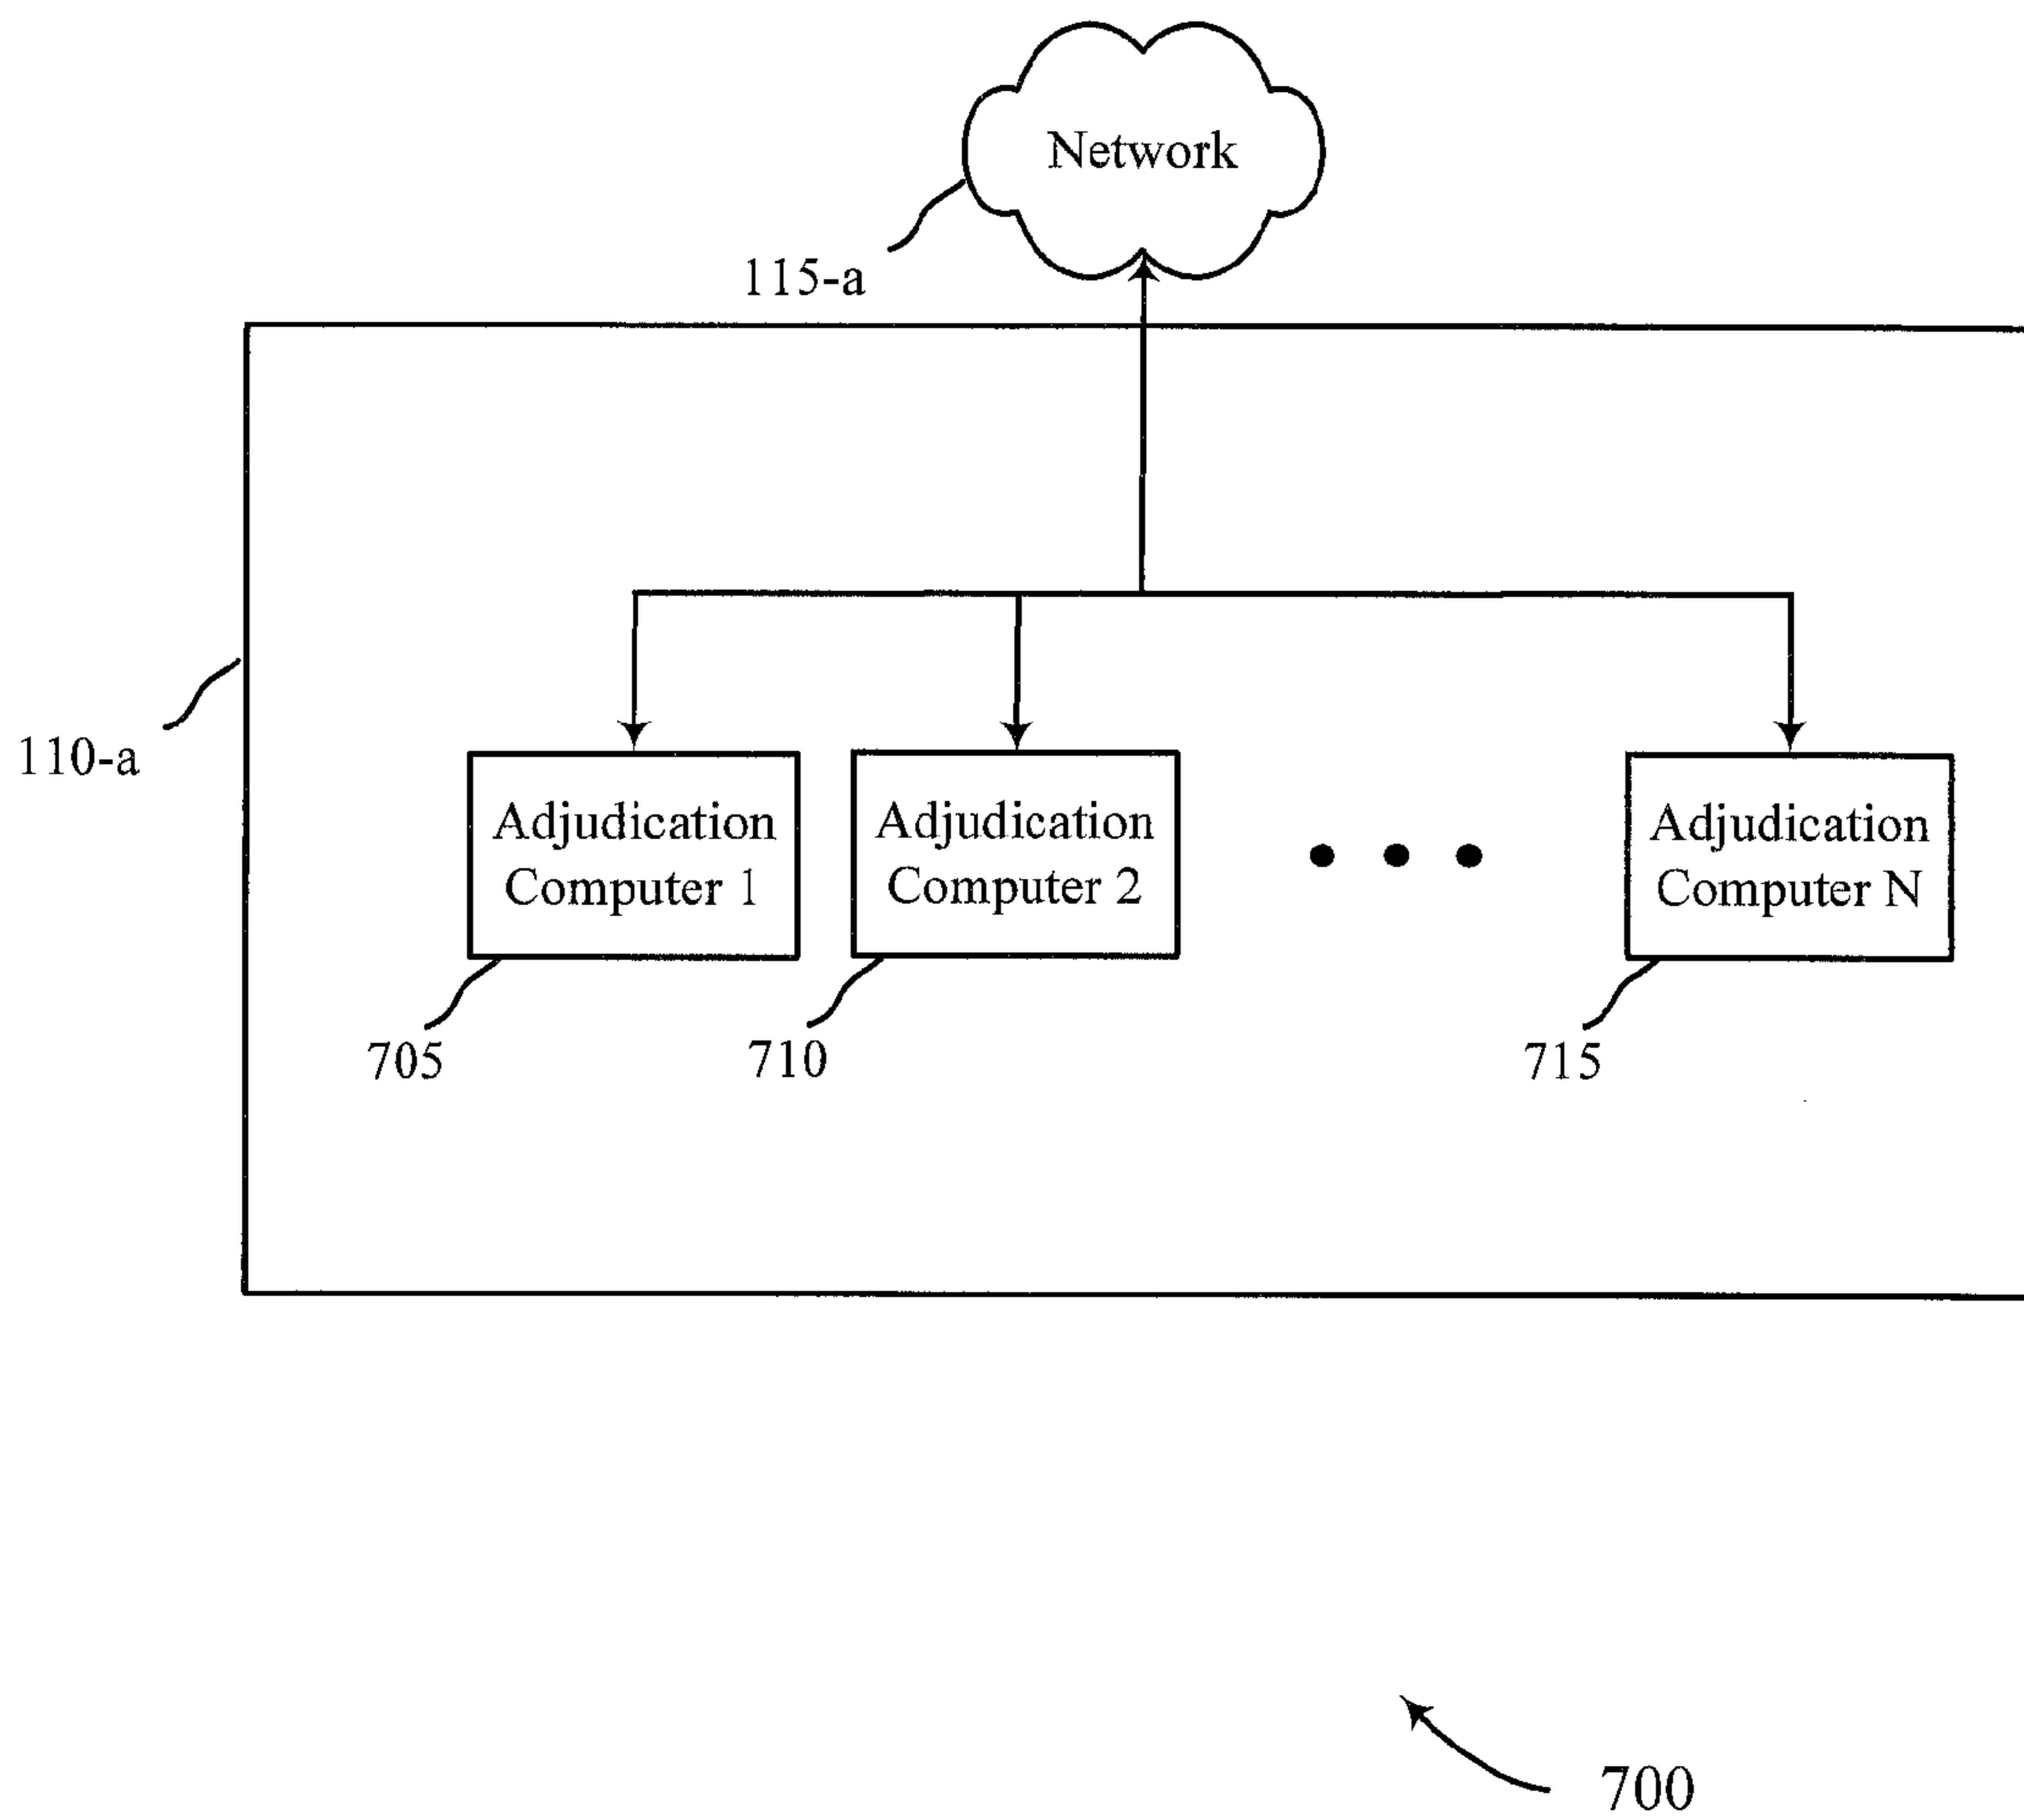 Network
115-a
110-a
Adjudication
Computer 1
Adjudication
Computer 2
Adjudication
Computer N
705
710
715
700